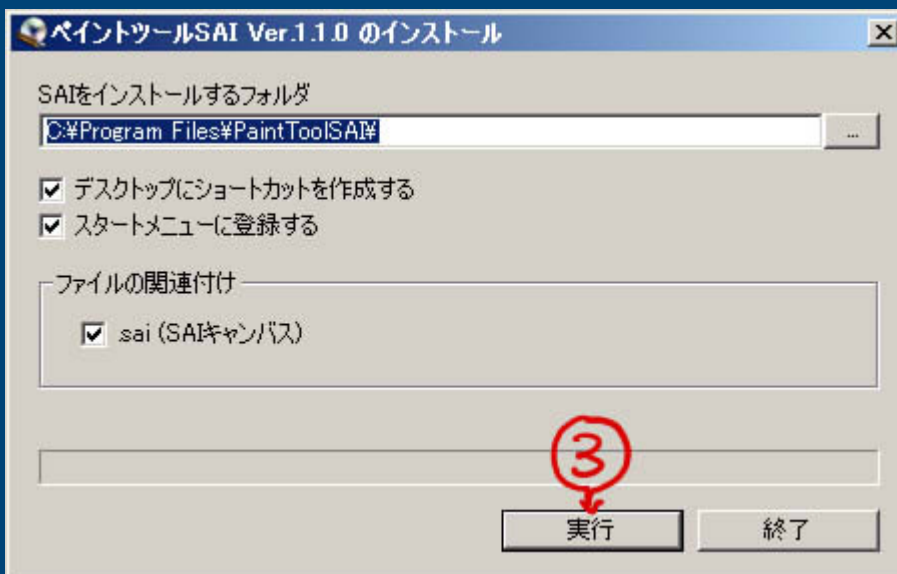 ペイントツールSAI Ver.1.1.0 のインストール
SAIをインストールするフォルダ
C:¥Program Files¥PaintToolSAI¥
...
デスクトップにショートカットを作成する
スタートメニューに登録する
ファイルの関連付け
.sai (SAIキャンバス)
3
実行
終了